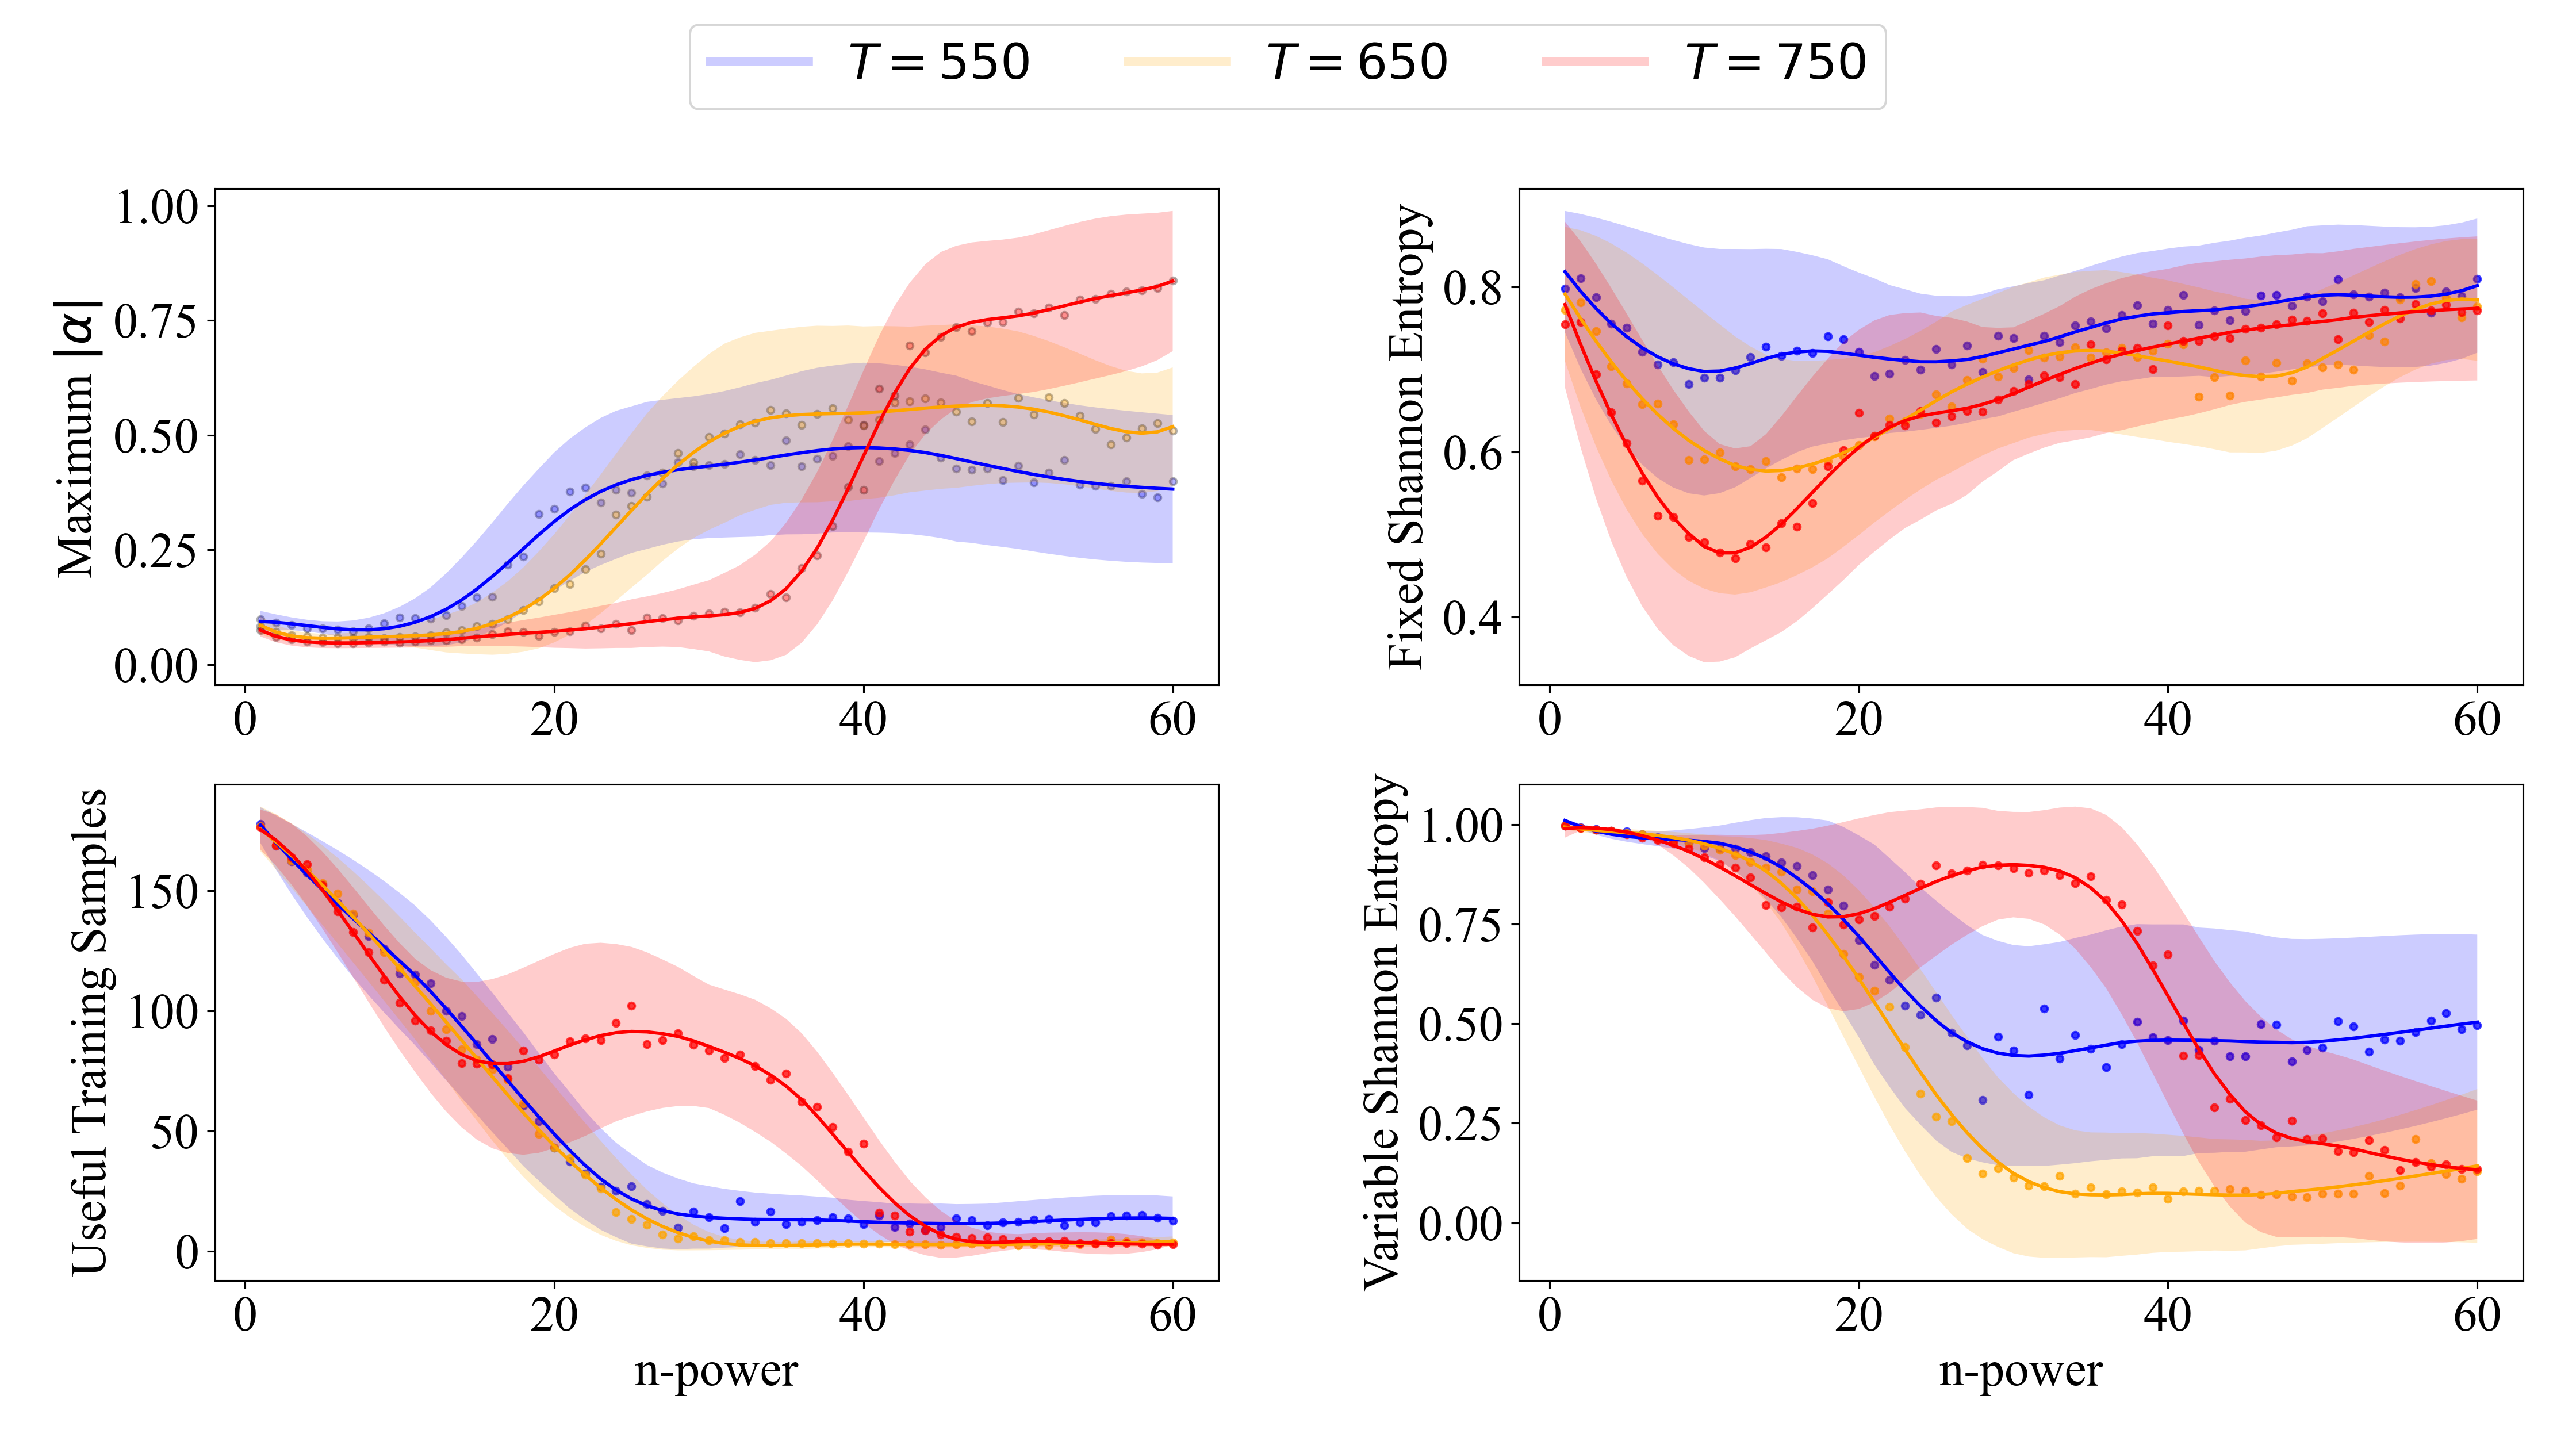 T = 550 T = 650 T = 750
Maximum |α|
1.00
0.75
0.50
0.25
0.00
0 20 40 60
Fixed Shannon Entropy
0.8
0.6
0.4
0 20 40 60
Useful Training Samples
150
100
50
0
0 20 40 60
n-power
Variable Shannon Entropy
1.00
0.75
0.50
0.25
0.00
0 20 40 60
n-power